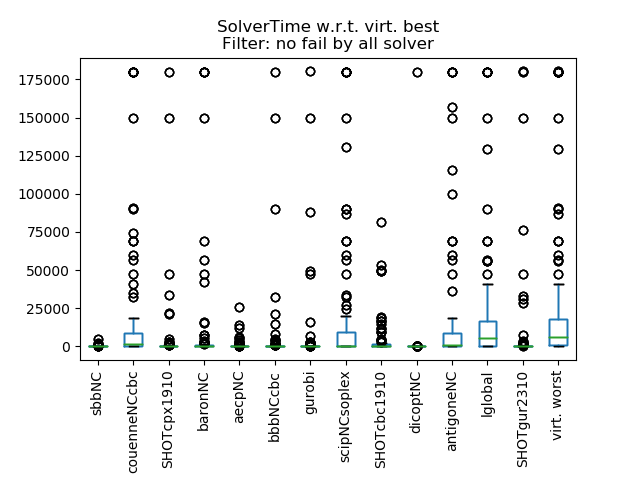 SolverTime w.r.t. virt. best
Filter: no fail by all solver
175000
150000
125000
100000
75000
50000
25000
0
sbbNC
couenneNCcbc
SHOTcpx1910
baronNC
aecpNC
bbbNCcbc
gurobi
scipNCsoplex
SHOTcbc1910
dicoptNC
antigoneNC
lglobal
SHOTgur2310
virt. worst